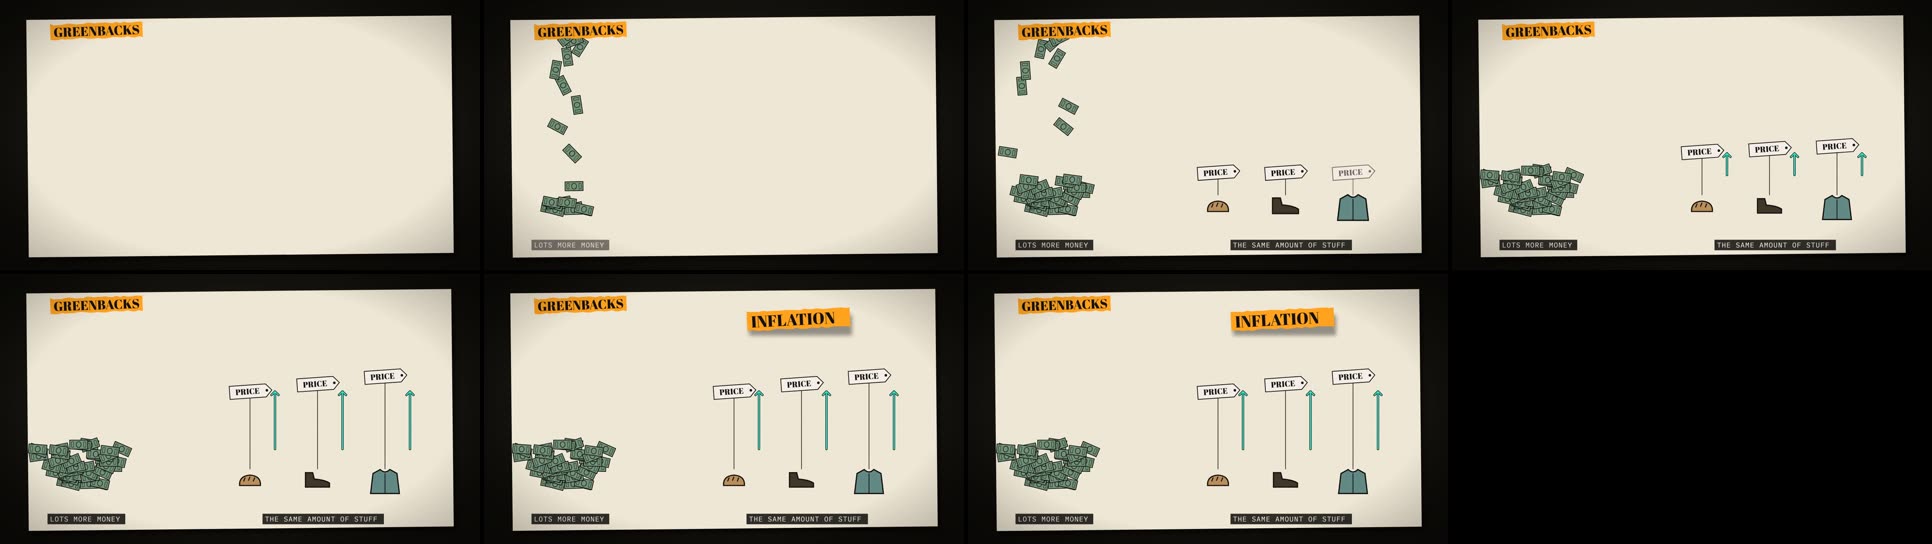 GREENBACKS
GREENBACKS
LOTS MORE MONEY
GREENBACKS
PRICE
PRICE
PRICE
LOTS MORE MONEY
THE SAME AMOUNT OF STUFF
GREENBACKS
PRICE
PRICE
PRICE
LOTS MORE MONEY
THE SAME AMOUNT OF STUFF
GREENBACKS
PRICE
PRICE
PRICE
LOTS MORE MONEY
THE SAME AMOUNT OF STUFF
GREENBACKS
INFLATION
PRICE
PRICE
PRICE
LOTS MORE MONEY
THE SAME AMOUNT OF STUFF
GREENBACKS
INFLATION
PRICE
PRICE
PRICE
LOTS MORE MONEY
THE SAME AMOUNT OF STUFF